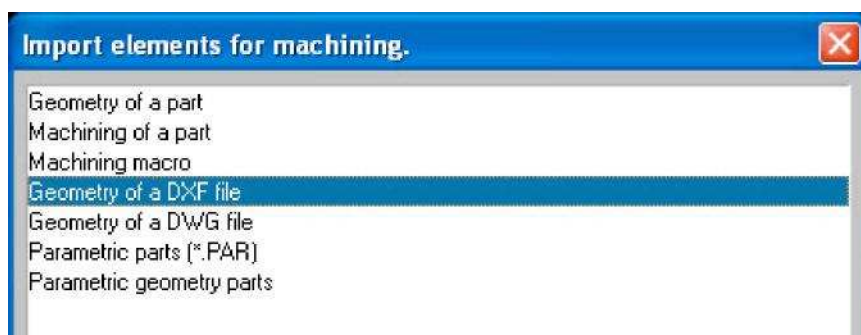 Import elements for machining.
Geometry of a part
Machining of a part
Machining macro
Geometry of a DXF file
Geometry of a DWG file
Parametric parts (*.PAR)
Parametric geometry parts